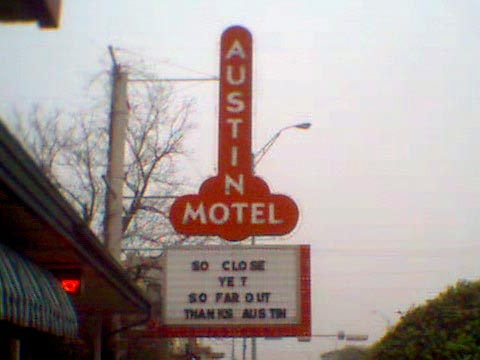 AUSTIN
MOTEL
SO CLOSE
YET
SO FAR OUT
THANKS AUSTIN